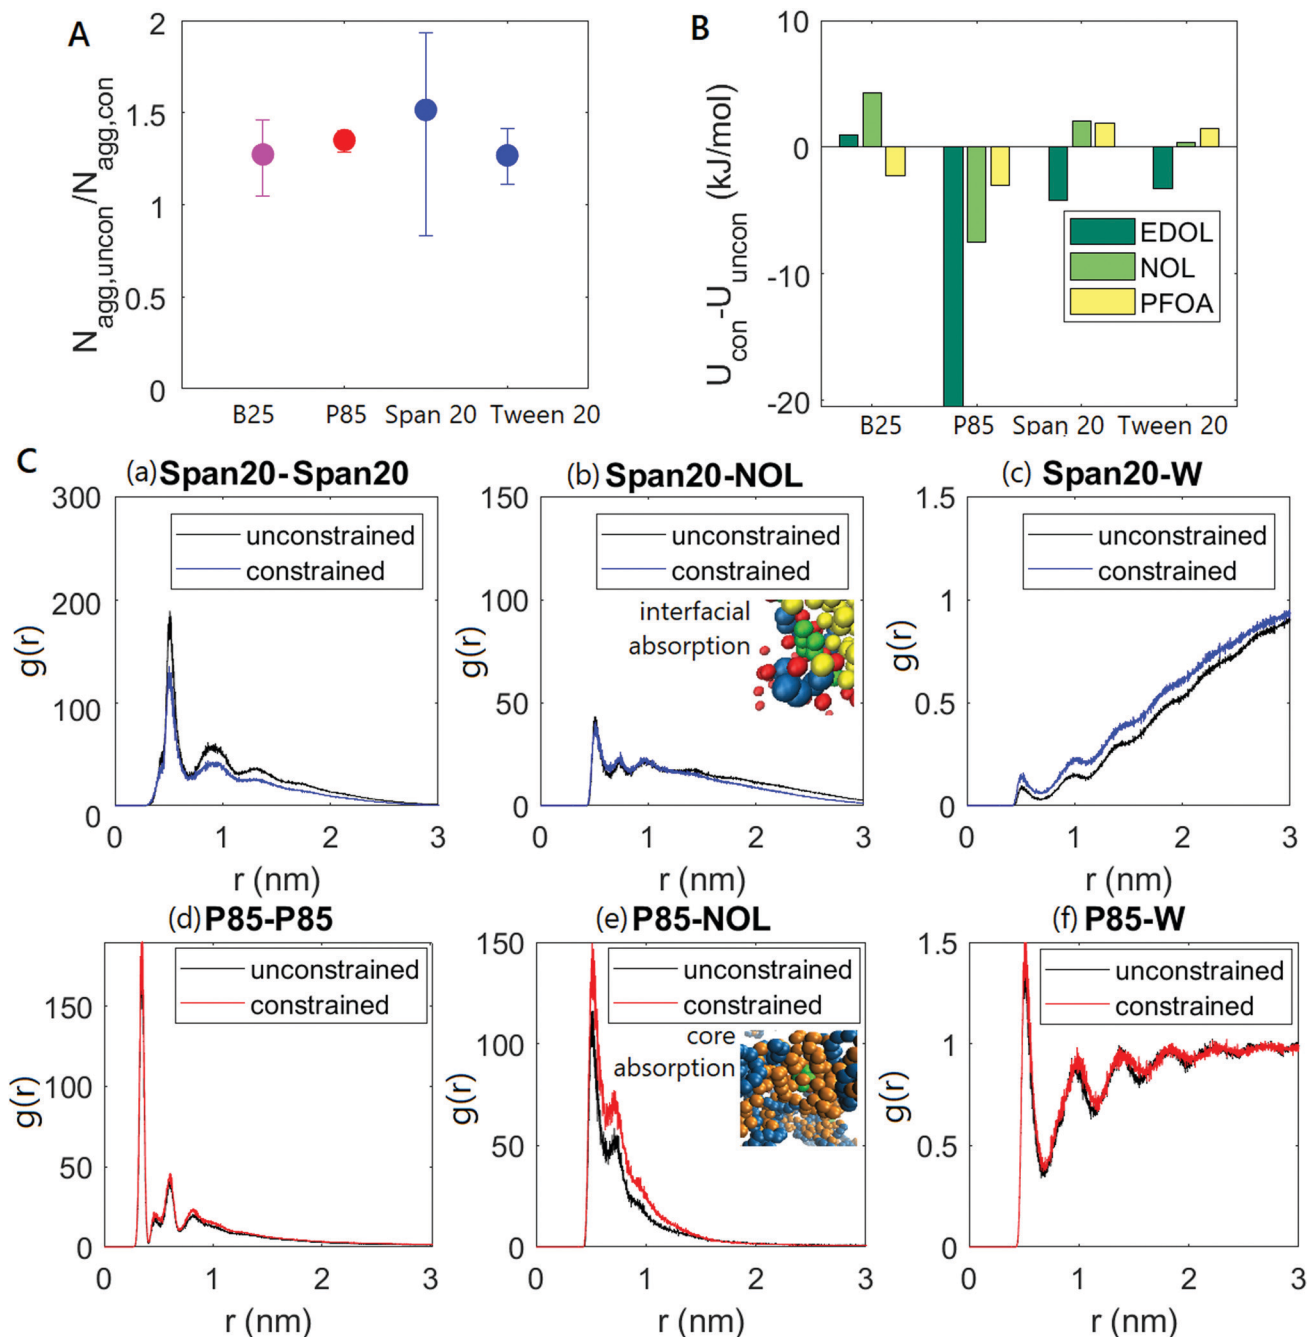 A
N_agg,uncon/N_agg,con
2
1.5
1
0.5
0
B25 P85 Span 20 Tween 20
B
U_con-U_uncon (kJ/mol)
10
0
-10
-20
EDOL
NOL
PFOA
B25 P85 Span 20 Tween 20
C
(a) Span20-Span20
g(r)
300
200
100
0
unconstrained
constrained
0 1 2 3
r (nm)
(b) Span20-NOL
g(r)
150
100
50
0
unconstrained
constrained
interfacial
absorption
0 1 2 3
r (nm)
(c) Span20-W
g(r)
1.5
1
0.5
0
unconstrained
constrained
0 1 2 3
r (nm)
(d) P85-P85
g(r)
150
100
50
0
unconstrained
constrained
0 1 2 3
r (nm)
(e) P85-NOL
g(r)
150
100
50
0
unconstrained
constrained
core
absorption
0 1 2 3
r (nm)
(f) P85-W
g(r)
1.5
1
0.5
0
unconstrained
constrained
0 1 2 3
r (nm)